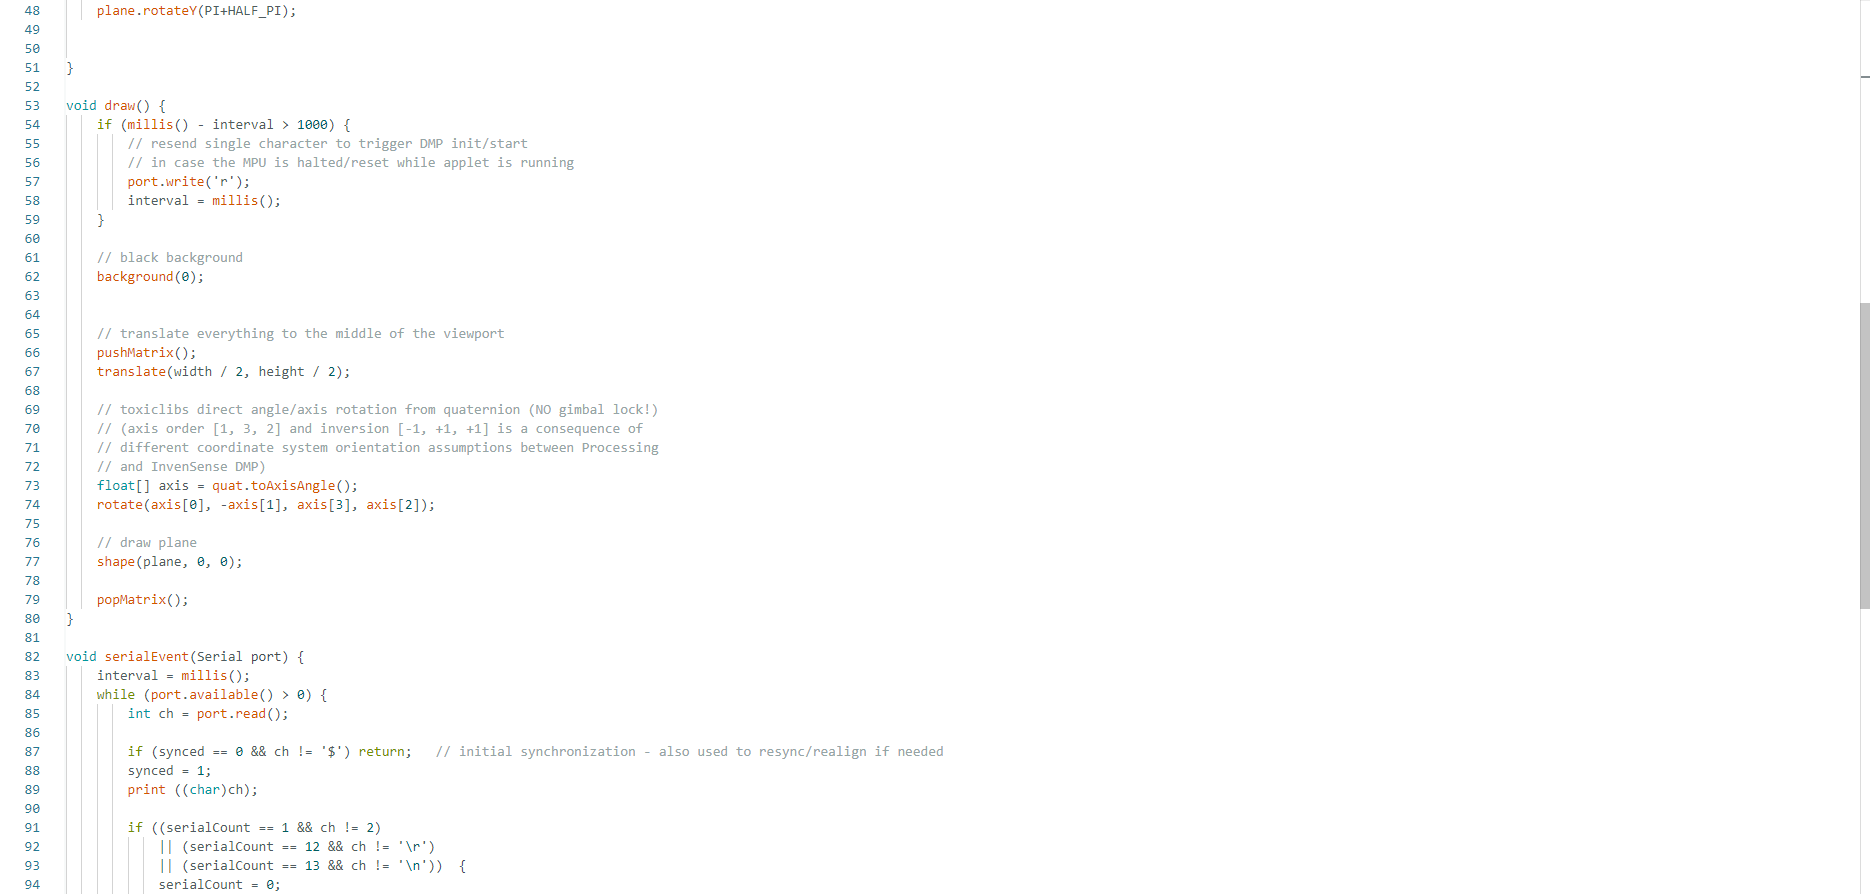 48 plane.rotateY(PI+HALF_PI);
49
50
51 }
52
53 void draw() {
54 if (millis() - interval > 1000) {
55 // resend single character to trigger DMP init/start
56 // in case the MPU is halted/reset while applet is running
57 port.write('r');
58 interval = millis();
59 }
60
61 // black background
62 background(0);
63
64
65 // translate everything to the middle of the viewport
66 pushMatrix();
67 translate(width / 2, height / 2);
68
69 // toxiclibs direct angle/axis rotation from quaternion (NO gimbal lock!)
70 // (axis order [1, 3, 2] and inversion [-1, +1, +1] is a consequence of
71 // different coordinate system orientation assumptions between Processing
72 // and InvenSense DMP)
73 float[] axis = quat.toAxisAngle();
74 rotate(axis[0], -axis[1], axis[3], axis[2]);
75
76 // draw plane
77 shape(plane, 0, 0);
78
79 popMatrix();
80 }
81
82 void serialEvent(Serial port) {
83 interval = millis();
84 while (port.available() > 0) {
85 int ch = port.read();
86
87 if (synced == 0 && ch != '$') return;   // initial synchronization - also used to resync/realign if needed
88 synced = 1;
89 print ((char)ch);
90
91 if ((serialCount == 1 && ch != 2)
92 || (serialCount == 12 && ch != '\r')
93 || (serialCount == 13 && ch != '\n'))  {
94 serialCount = 0;